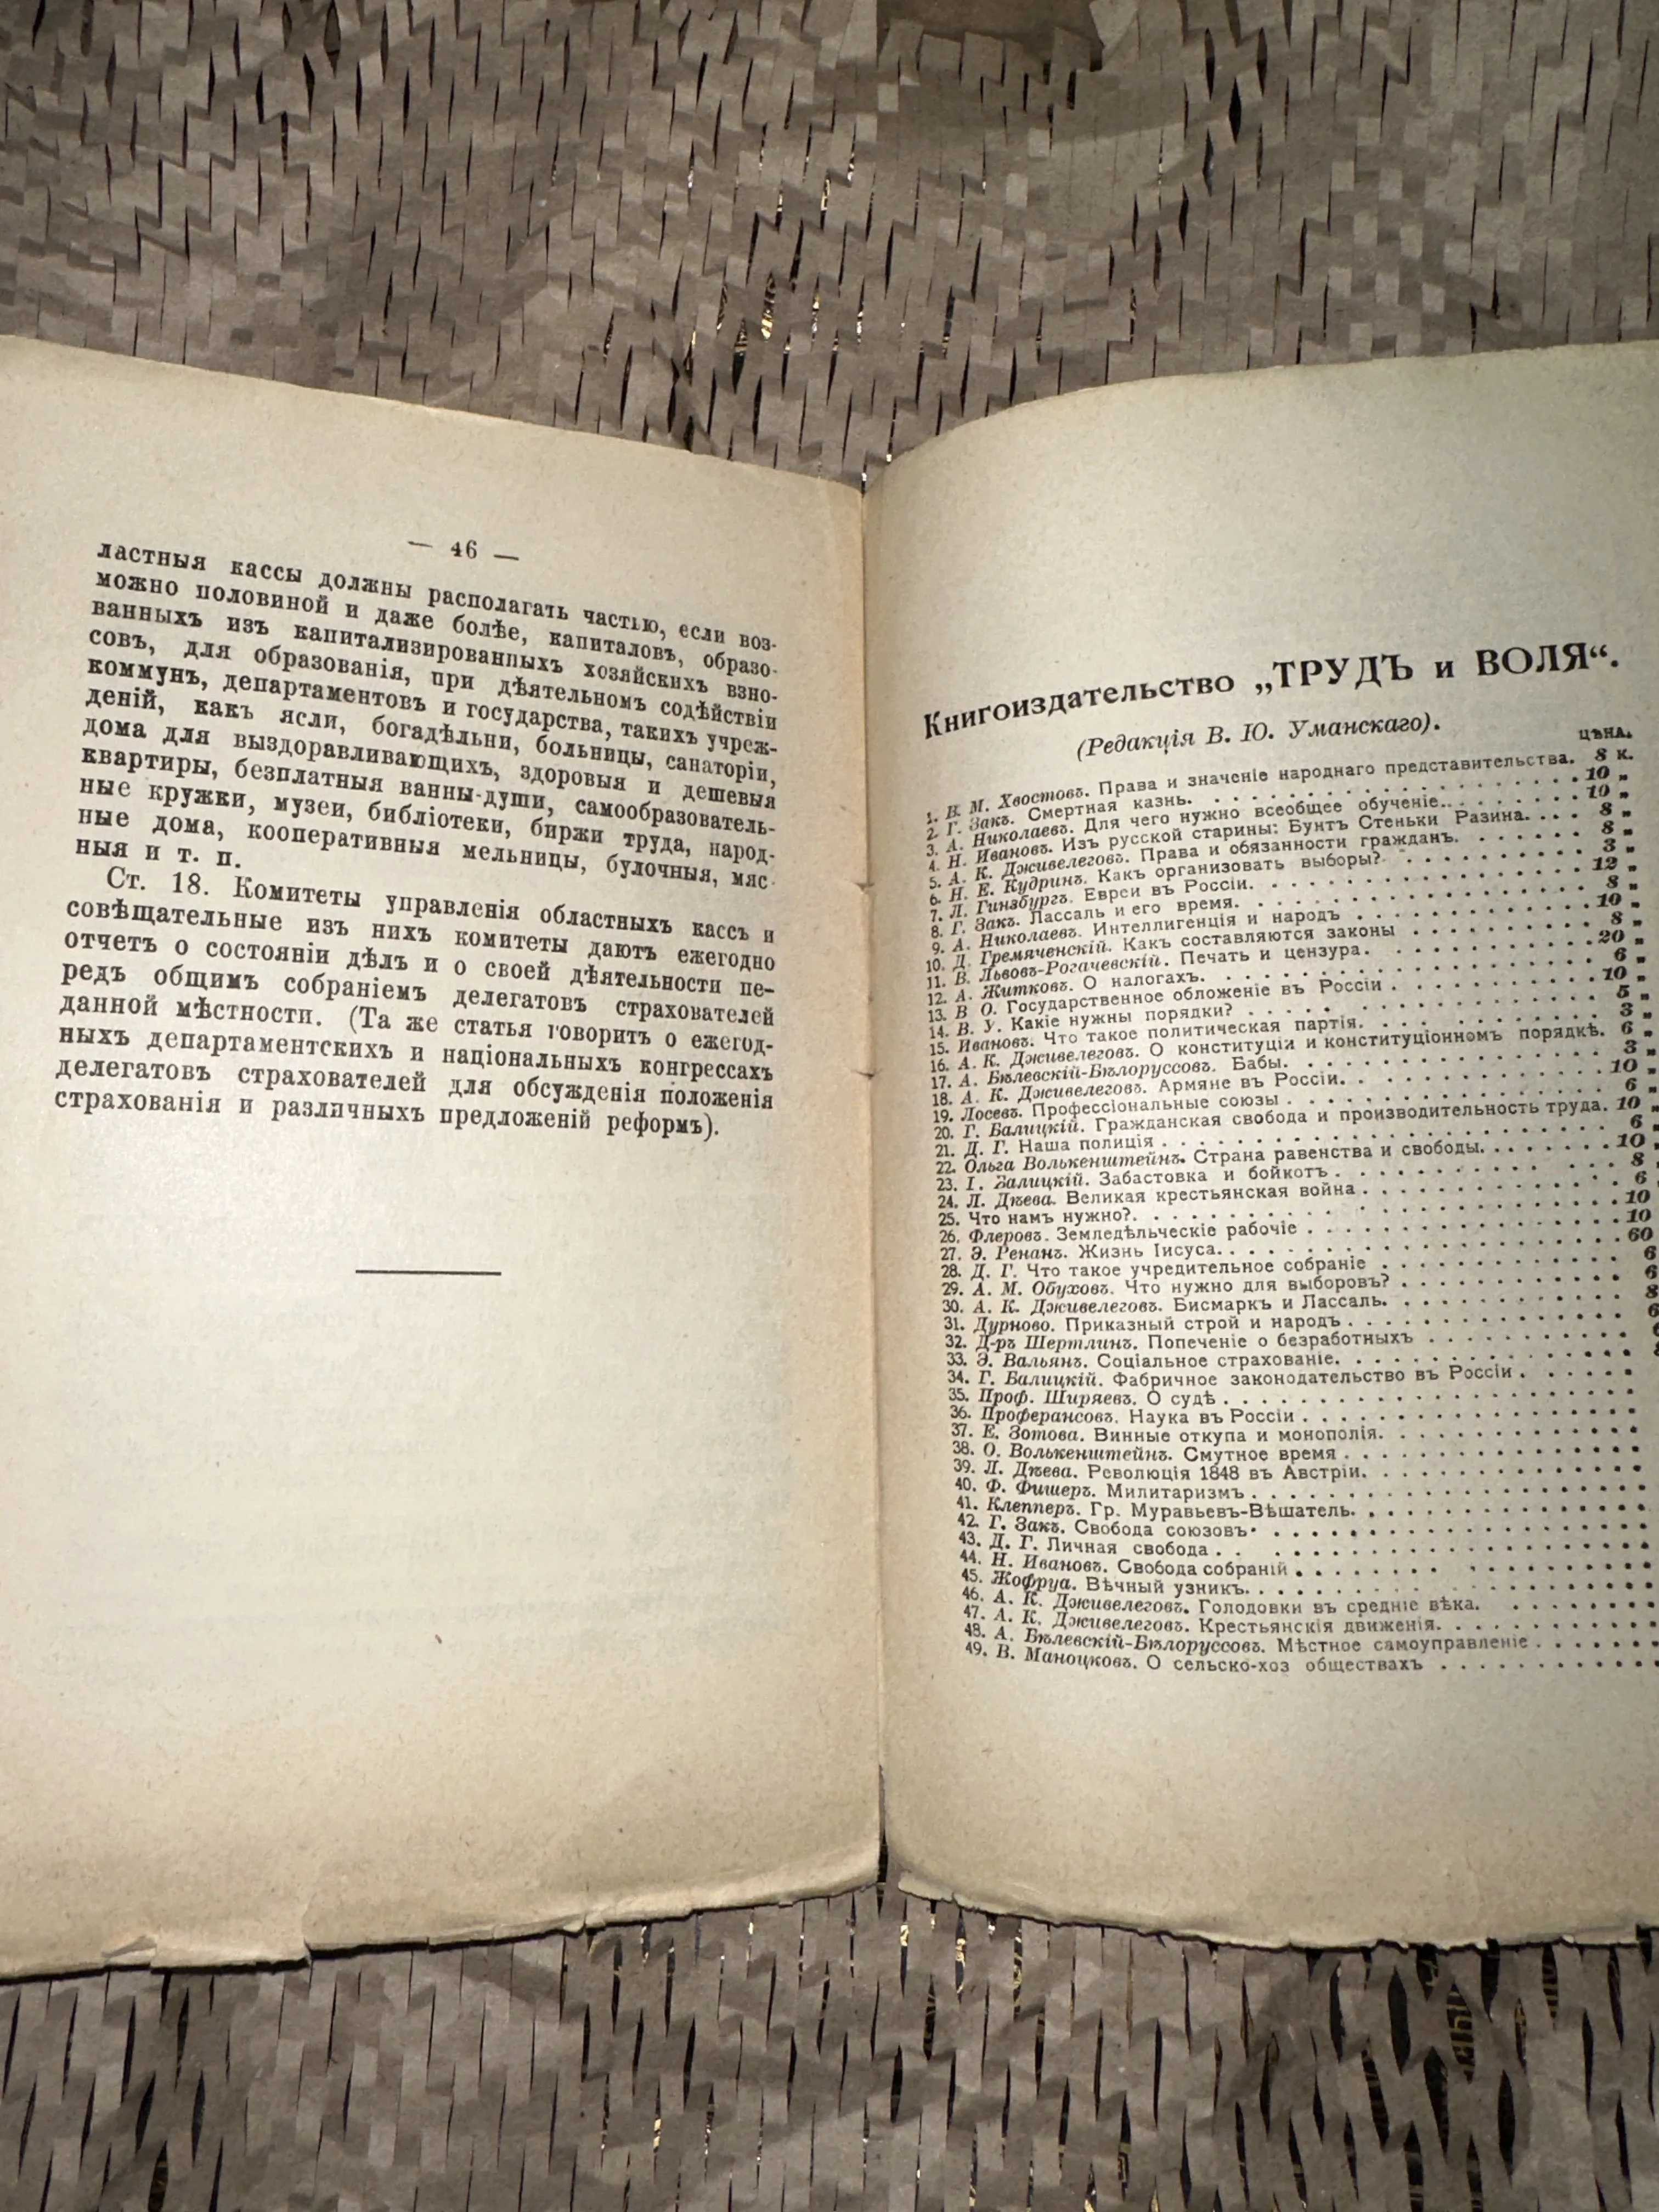 — 46 —
ластныя кассы должны располагать частью, если воз-
можно половиной и даже болѣе, капиталовъ, образо-
ванныхъ изъ капитализированныхъ хозяйскихъ взно-
совъ, для образованія, при дѣятельномъ содѣйствіи
коммунъ, департаментовъ и государства, такихъ учреж-
деній, какъ ясли, богадѣльни, больницы, санаторіи,
дома для выздоравливающихъ, здоровыя и дешевыя
квартиры, безплатныя ванны-души, самообразователь-
ные кружки, музеи, библіотеки, биржи труда, народ-
ные дома, кооперативныя мельницы, булочныя, мяс-
ныя и т. п.
Ст. 18. Комитеты управленія областныхъ кассъ и
совѣщательные изъ нихъ комитеты даютъ ежегодно
отчетъ о состояніи дѣлъ и о своей дѣятельности пе-
редъ общимъ собраніемъ делегатовъ страхователей
данной мѣстности. (Та же статья говоритъ о ежегод-
ныхъ департаментскихъ и національныхъ конгрессахъ
делегатовъ страхователей для обсужденія положенія
страхованія и различныхъ предложеній реформъ).
Книгоиздательство „ТРУДЪ и ВОЛЯ“.
(Редакція В. Ю. Уманскаго).
ЦѢНА.
1. В. М. Хвостовъ. Права и значеніе народнаго представительства. 8 к.
2. Г. Закъ. Смертная казнь. 10 „
3. А. Николаевъ. Для чего нужно всеобщее обученіе. 10 „
4. Н. Ивановъ. Изъ русской старины: Бунтъ Стеньки Разина. 8 „
5. А. К. Дживелеговъ. Права и обязанности гражданъ. 8 „
6. Н. Е. Кудринъ. Какъ организовать выборы? 3 „
7. Л. Гинзбургъ. Евреи въ Россіи. 12 „
8. Г. Закъ. Лассаль и его время. 8 „
9. А. Николаевъ. Интеллигенція и народъ 10 „
10. Д. Гремяченскій. Какъ составляются законы 8 „
11. В. Львовъ-Рогачевскій. Печать и цензура. 20 „
12. А. Житковъ. О налогахъ. 6 „
13. В О. Государственное обложеніе въ Россіи 10 „
14. В. У. Какіе нужны порядки? 5 „
15. Ивановъ. Что такое политическая партія. 3 „
16. А. К. Дживелеговъ. О конституціи и конституціонномъ порядкѣ. 6 „
17. А. Бѣлевскій-Бѣлоруссовъ. Бабы. 3 „
18. А. К. Дживелеговъ. Армяне въ Россіи. 10 „
19. Лосевъ. Профессіональные союзы 6 „
20. Г. Балицкій. Гражданская свобода и производительность труда. 10 „
21. Д. Г. Наша полиція 6 „
22. Ольга Волькенштейнъ. Страна равенства и свободы. 10
23. Г. Балицкій. Забастовка и бойкотъ 8
24. Л. Дѣева. Великая крестьянская война 6
25. Что намъ нужно? 10
26. Флеровъ. Земледѣльческіе рабочіе 10
27. Э. Ренанъ. Жизнь Іисуса. 60
28. Д. Г. Что такое учредительное собраніе 6
29. А. М. Обуховъ. Что нужно для выборовъ? 6
30. А. К. Дживелеговъ. Бисмаркъ и Лассаль. 8
31. Дурново. Приказный строй и народъ 6
32. Д-ръ Шертлинъ. Попеченіе о безработныхъ
33. Э. Вальянъ. Соціальное страхованіе.
34. Г. Балицкій. Фабричное законодательство въ Россіи
35. Проф. Ширяевъ. О судѣ
36. Проферансовъ. Наука въ Россіи
37. Е. Зотова. Винные откупа и монополія.
38. О. Волькенштейнъ. Смутное время
39. Л. Дѣева. Революція 1848 въ Австріи.
40. Ф. Фишеръ. Милитаризмъ
41. Клепперъ. Гр. Муравьевъ-Вѣшатель.
42. Г. Закъ. Свобода союзовъ
43. Д. Г. Личная свобода
44. Н. Ивановъ. Свобода собраній
45. Жофруа. Вѣчный узникъ.
46. А. К. Дживелеговъ. Голодовки въ средніе вѣка.
47. А. К. Дживелеговъ. Крестьянскія движенія.
48. А. Бѣлевскій-Бѣлоруссовъ. Мѣстное самоуправленіе
49. В. Маноцковъ. О сельско-хоз обществахъ